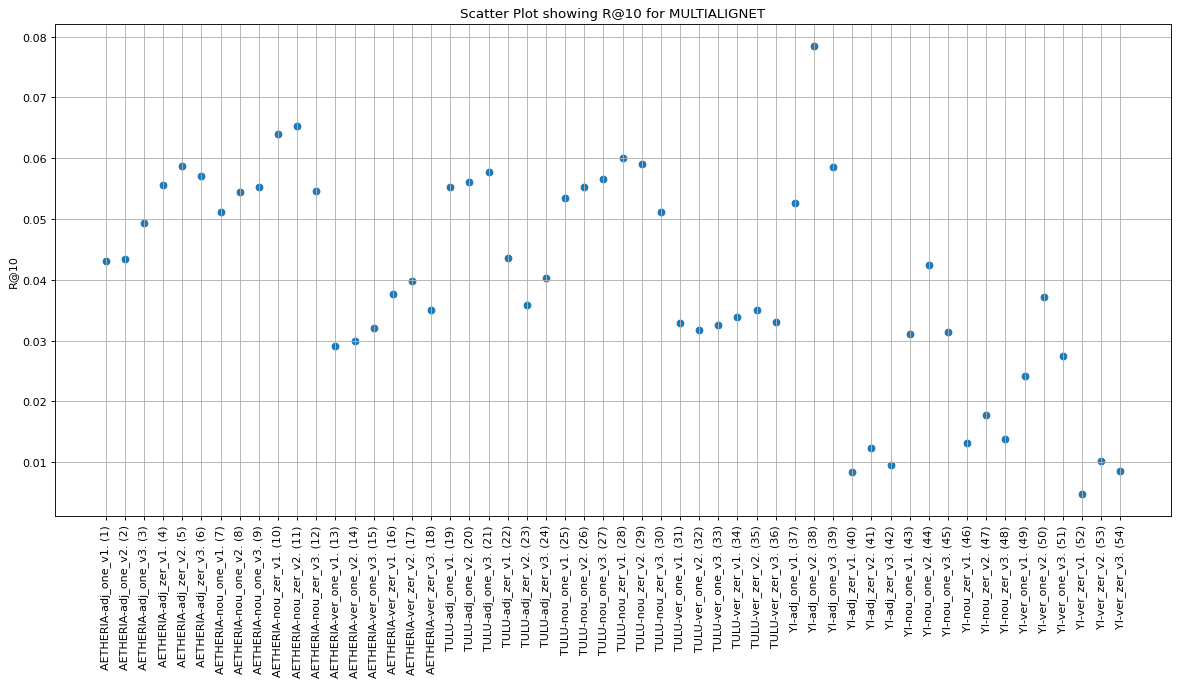 Scatter Plot showing R@10 for MULTIALIGNET
0.08
0.07
0.06
0.05
0.04
0.03
0.02
0.01
R@10
AETHERIA-adj_one_v1. (1)
AETHERIA-adj_one_v2. (2)
AETHERIA-adj_one_v3. (3)
AETHERIA-adj_zer_v1. (4)
AETHERIA-adj_zer_v2. (5)
AETHERIA-adj_zer_v3. (6)
AETHERIA-nou_one_v1. (7)
AETHERIA-nou_one_v2. (8)
AETHERIA-nou_one_v3. (9)
AETHERIA-nou_zer_v1. (10)
AETHERIA-nou_zer_v2. (11)
AETHERIA-nou_zer_v3. (12)
AETHERIA-ver_one_v1. (13)
AETHERIA-ver_one_v2. (14)
AETHERIA-ver_one_v3. (15)
AETHERIA-ver_zer_v1. (16)
AETHERIA-ver_zer_v2. (17)
AETHERIA-ver_zer_v3. (18)
TULU-adj_one_v1. (19)
TULU-adj_one_v2. (20)
TULU-adj_one_v3. (21)
TULU-adj_zer_v1. (22)
TULU-adj_zer_v2. (23)
TULU-adj_zer_v3. (24)
TULU-nou_one_v1. (25)
TULU-nou_one_v2. (26)
TULU-nou_one_v3. (27)
TULU-nou_zer_v1. (28)
TULU-nou_zer_v2. (29)
TULU-nou_zer_v3. (30)
TULU-ver_one_v1. (31)
TULU-ver_one_v2. (32)
TULU-ver_one_v3. (33)
TULU-ver_zer_v1. (34)
TULU-ver_zer_v2. (35)
TULU-ver_zer_v3. (36)
YI-adj_one_v1. (37)
YI-adj_one_v2. (38)
YI-adj_one_v3. (39)
YI-adj_zer_v1. (40)
YI-adj_zer_v2. (41)
YI-adj_zer_v3. (42)
YI-nou_one_v1. (43)
YI-nou_one_v2. (44)
YI-nou_one_v3. (45)
YI-nou_zer_v1. (46)
YI-nou_zer_v2. (47)
YI-nou_zer_v3. (48)
YI-ver_one_v1. (49)
YI-ver_one_v2. (50)
YI-ver_one_v3. (51)
YI-ver_zer_v1. (52)
YI-ver_zer_v2. (53)
YI-ver_zer_v3. (54)